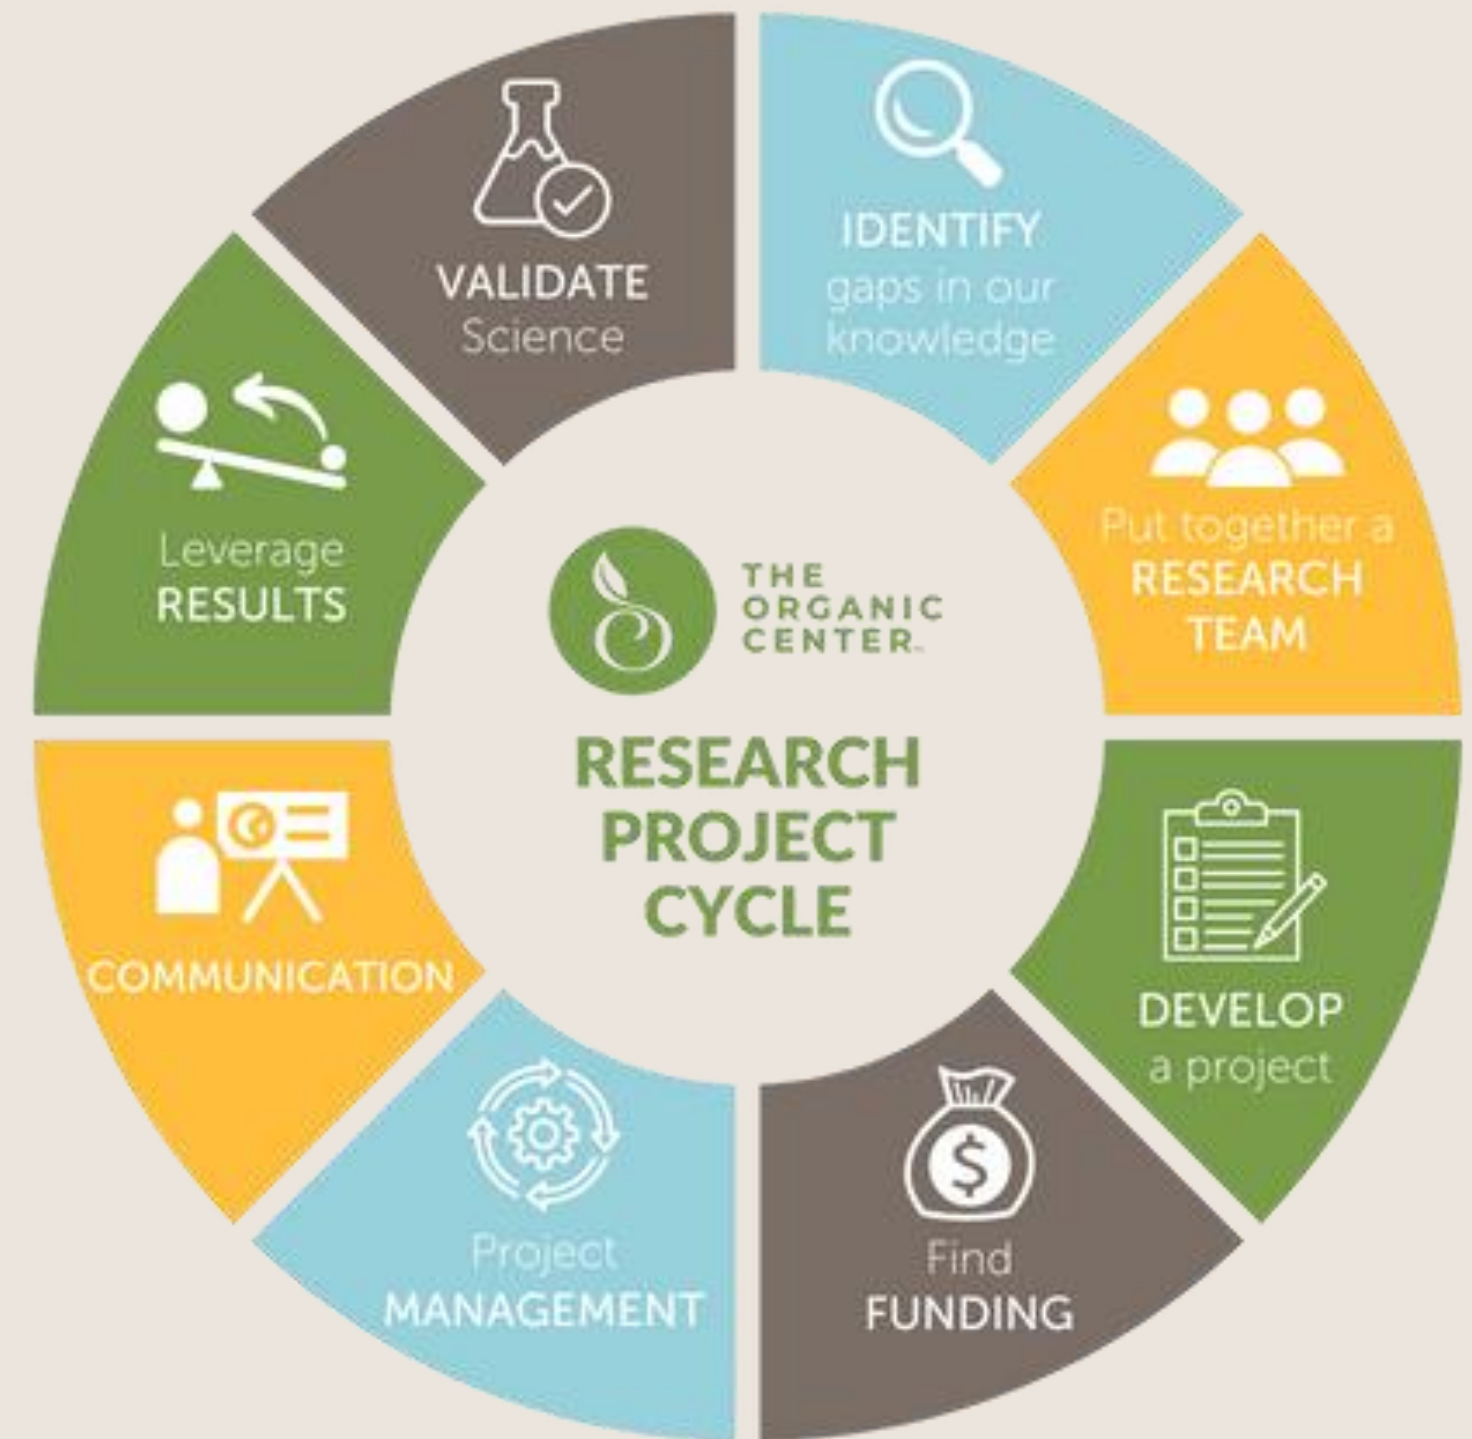 THE
ORGANIC
CENTER
RESEARCH
PROJECT
CYCLE
IDENTIFY
gaps in our
knowledge
Put together a
RESEARCH
TEAM
DEVELOP
a project
$
Find
FUNDING
Project
MANAGEMENT
COMMUNICATION
Leverage
RESULTS
VALIDATE
Science